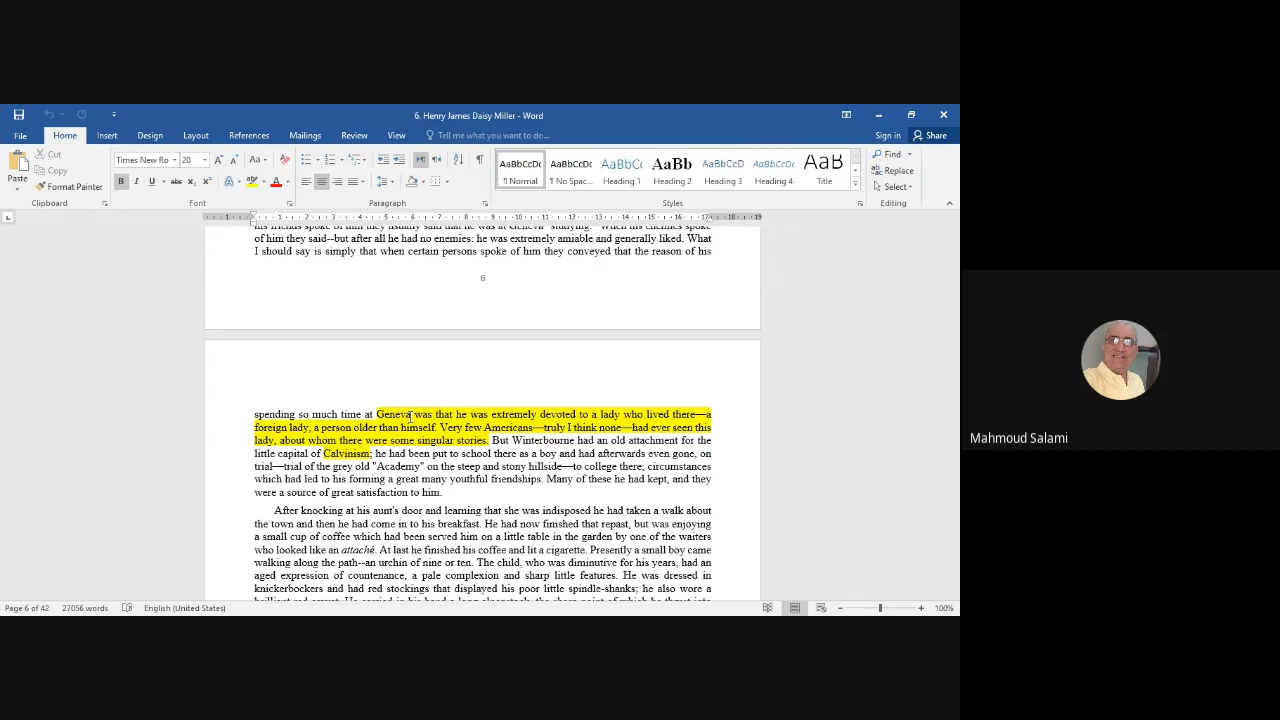 6. Henry James Daisy Miller - Word
File Home Insert Design Layout References Mailings Review View Tell me what you want to do... Sign in Share
Paste
Cut
Copy
Format Painter
Clipboard
Times New Ro 20
Font
Paragraph
AaBbCcDc AaBbCcDc AaBbC( AaBb AaBbCcD AaBbCcD AaB
¶ Normal ¶ No Spac... Heading 1 Heading 2 Heading 3 Heading 4 Title
Styles
Find
Replace
Select
Editing
his friends spoke of him they usually said that he was at Geneva "studying." When his enemies spoke
of him they said--but after all he had no enemies: he was extremely amiable and generally liked. What
I should say is simply that when certain persons spoke of him they conveyed that the reason of his
6
spending so much time at Geneva was that he was extremely devoted to a lady who lived there—a
foreign lady, a person older than himself. Very few Americans—truly I think none—had ever seen this
lady, about whom there were some singular stories. But Winterbourne had an old attachment for the
little capital of Calvinism; he had been put to school there as a boy and had afterwards even gone, on
trial—trial of the grey old "Academy" on the steep and stony hillside—to college there; circumstances
which had led to his forming a great many youthful friendships. Many of these he had kept, and they
were a source of great satisfaction to him.
After knocking at his aunt's door and learning that she was indisposed he had taken a walk about
the town and then he had come in to his breakfast. He had now finished that repast, but was enjoying
a small cup of coffee which had been served him on a little table in the garden by one of the waiters
who looked like an attaché. At last he finished his coffee and lit a cigarette. Presently a small boy came
walking along the path--an urchin of nine or ten. The child, who was diminutive for his years, had an
aged expression of countenance, a pale complexion and sharp little features. He was dressed in
knickerbockers and had red stockings that displayed his poor little spindle-shanks; he also wore a
Page 6 of 42 27056 words English (United States) 100%
Mahmoud Salami